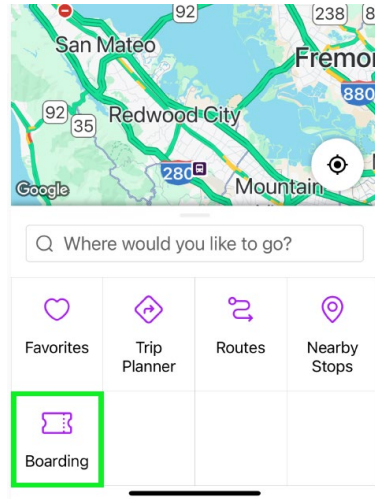 92
238
8
San Mateo
Fremo
880
92
35
Redwood City
280
Mountain
Google
Where would you like to go?
Favorites
Trip
Planner
Routes
Nearby
Stops
Boarding